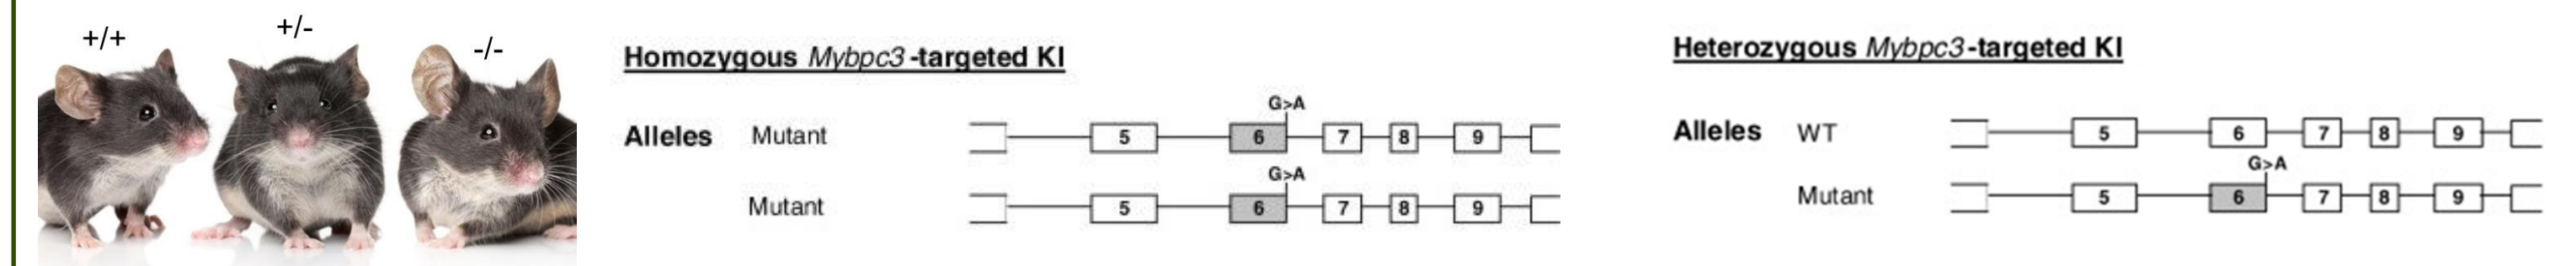 +/+
+/-
-/-
Homozygous Mybpc3-targeted KI
G>A
Alleles Mutant
5 6 7 8 9
G>A
Mutant
5 6 7 8 9
Heterozygous Mybpc3-targeted KI
Alleles WT
5 6 7 8 9
G>A
Mutant
5 6 7 8 9